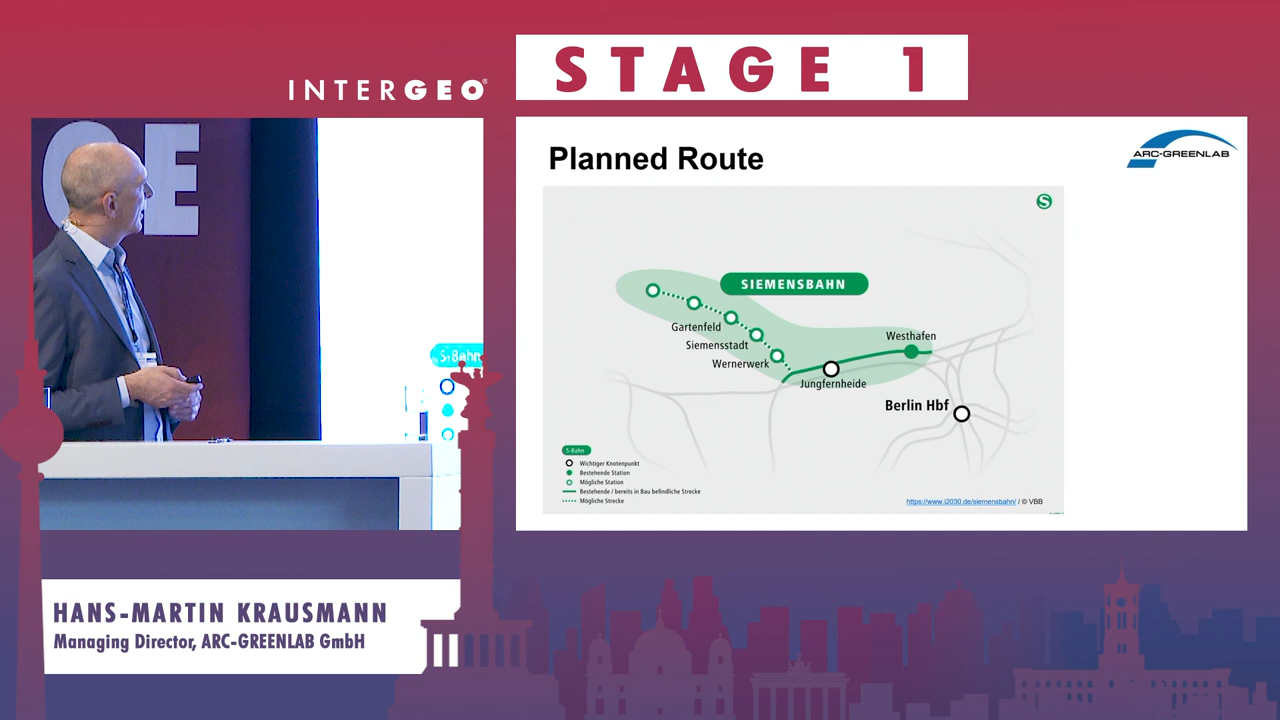 STAGE 1
INTERGEO®
GE
S-Bahn
Planned Route
ARC-GREENLAB
S
SIEMENSBAHN
Gartenfeld
Siemensstadt
Wernerwerk
Westhafen
Jungfernheide
Berlin Hbf
S-Bahn
Wichtiger Knotenpunkt
Bestehende Station
Mögliche Station
Bestehende / bereits in Bau befindliche Strecke
Mögliche Strecke
https://www.i2030.de/siemensbahn/ / © VBB
HANS-MARTIN KRAUSMANN
Managing Director, ARC-GREENLAB GmbH